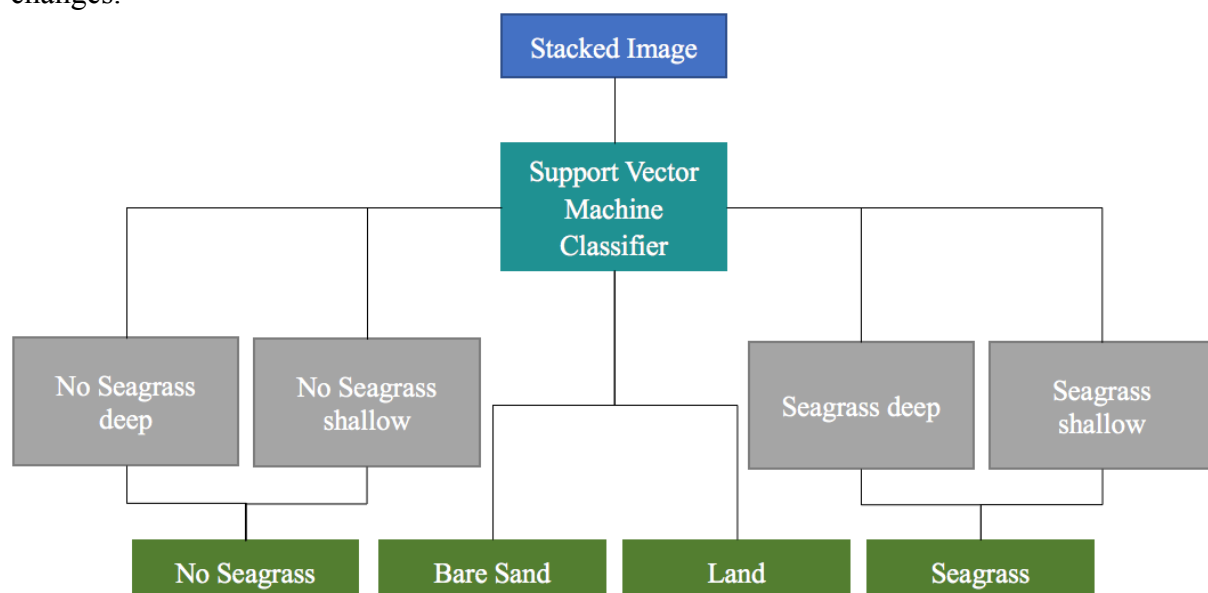 changes.
Stacked Image
Support Vector
Machine
Classifier
No Seagrass
deep
No Seagrass
shallow
Seagrass deep
Seagrass
shallow
No Seagrass
Bare Sand
Land
Seagrass